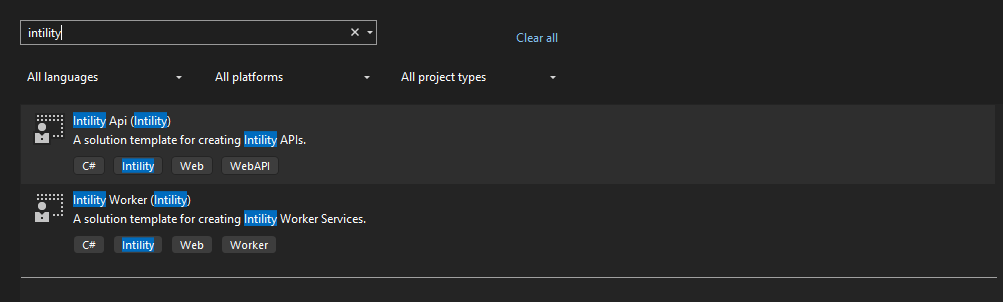 intility
Clear all
All languages
All platforms
All project types
Intility Api (Intility)
A solution template for creating Intility APIs.
C#
Intility
Web
WebAPI
Intility Worker (Intility)
A solution template for creating Intility Worker Services.
C#
Intility
Web
Worker